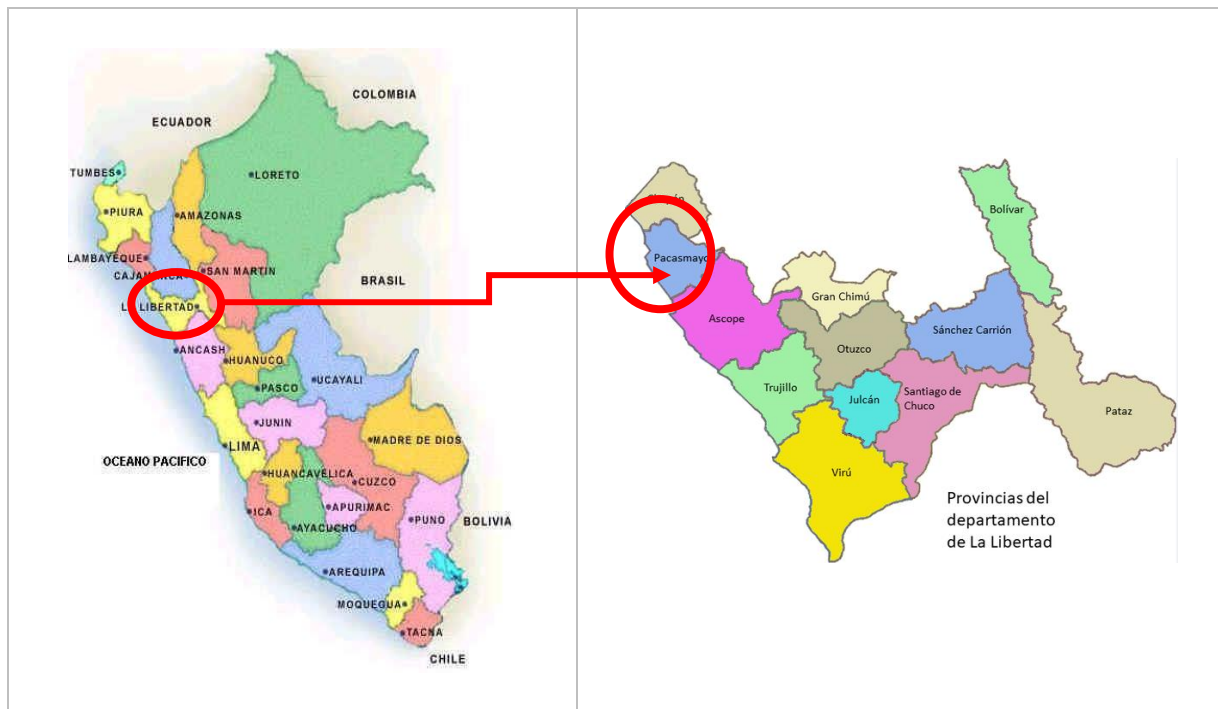 COLOMBIA
ECUADOR
TUMBES
LORETO
PIURA
AMAZONAS
LAMBAYEQUE
CAJAMARCA
SAN MARTIN
BRASIL
LIBERTAD
ANCASH
HUANUCO
UCAYALI
PASCO
JUNIN
MADRE DE DIOS
LIMA
OCEANO PACIFICO
HUANCAVELICA
CUZCO
ICA
APURIMAC
AYACUCHO
PUNO
BOLIVIA
AREQUIPA
MOQUEGUA
TACNA
CHILE
Bolívar
Pacasmayo
Gran Chimú
Ascope
Sánchez Carrión
Otuzco
Trujillo
Julcán
Santiago de
Chuco
Pataz
Virú
Provincias del
departamento
de La Libertad